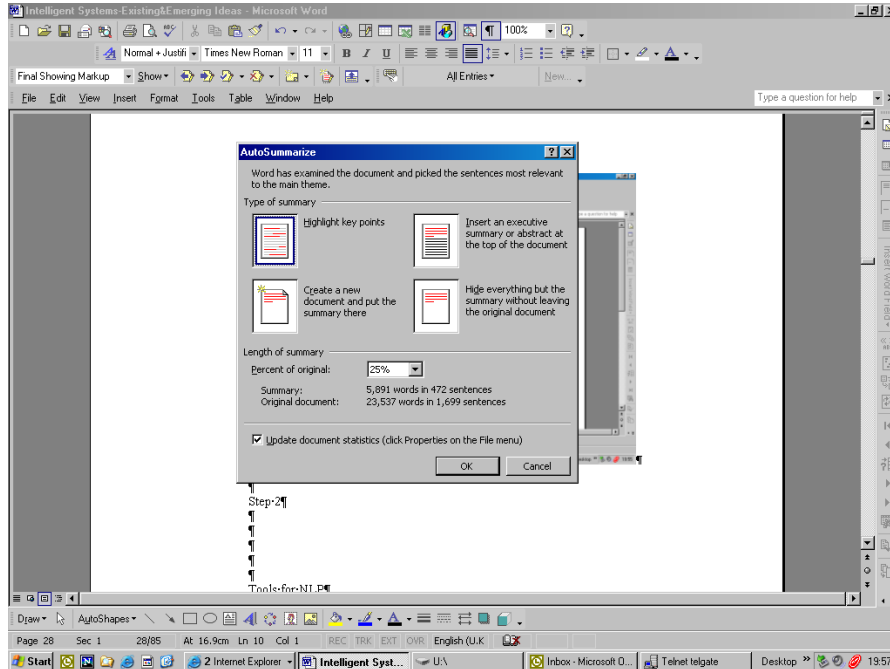 Intelligent Systems-Existing&Emerging Ideas - Microsoft Word
100%
Normal + Justifi Times New Roman 11 B I U
Final Showing Markup Show All Entries New...
File Edit View Insert Format Tools Table Window Help Type a question for help
AutoSummarize
Word has examined the document and picked the sentences most relevant
to the main theme.
Type of summary
Highlight key points
Insert an executive
summary or abstract at
the top of the document
Create a new
document and put the
summary there
Hide everything but the
summary without leaving
the original document
Length of summary
Percent of original: 25%
Summary: 5,891 words in 472 sentences
Original document: 23,537 words in 1,699 sentences
Update document statistics (click Properties on the File menu)
OK Cancel
Insert Word Field
¶
Step·2¶
¶
¶
¶
¶
¶
Tools·for·NLP¶
Draw AutoShapes
Page 28 Sec 1 28/85 At 16.9cm Ln 10 Col 1 REC TRK EXT OVR English (U.K
Start 2 Internet Explorer Intelligent Syst... U:\ Inbox - Microsoft O... Telnet telgate Desktop » 19:57